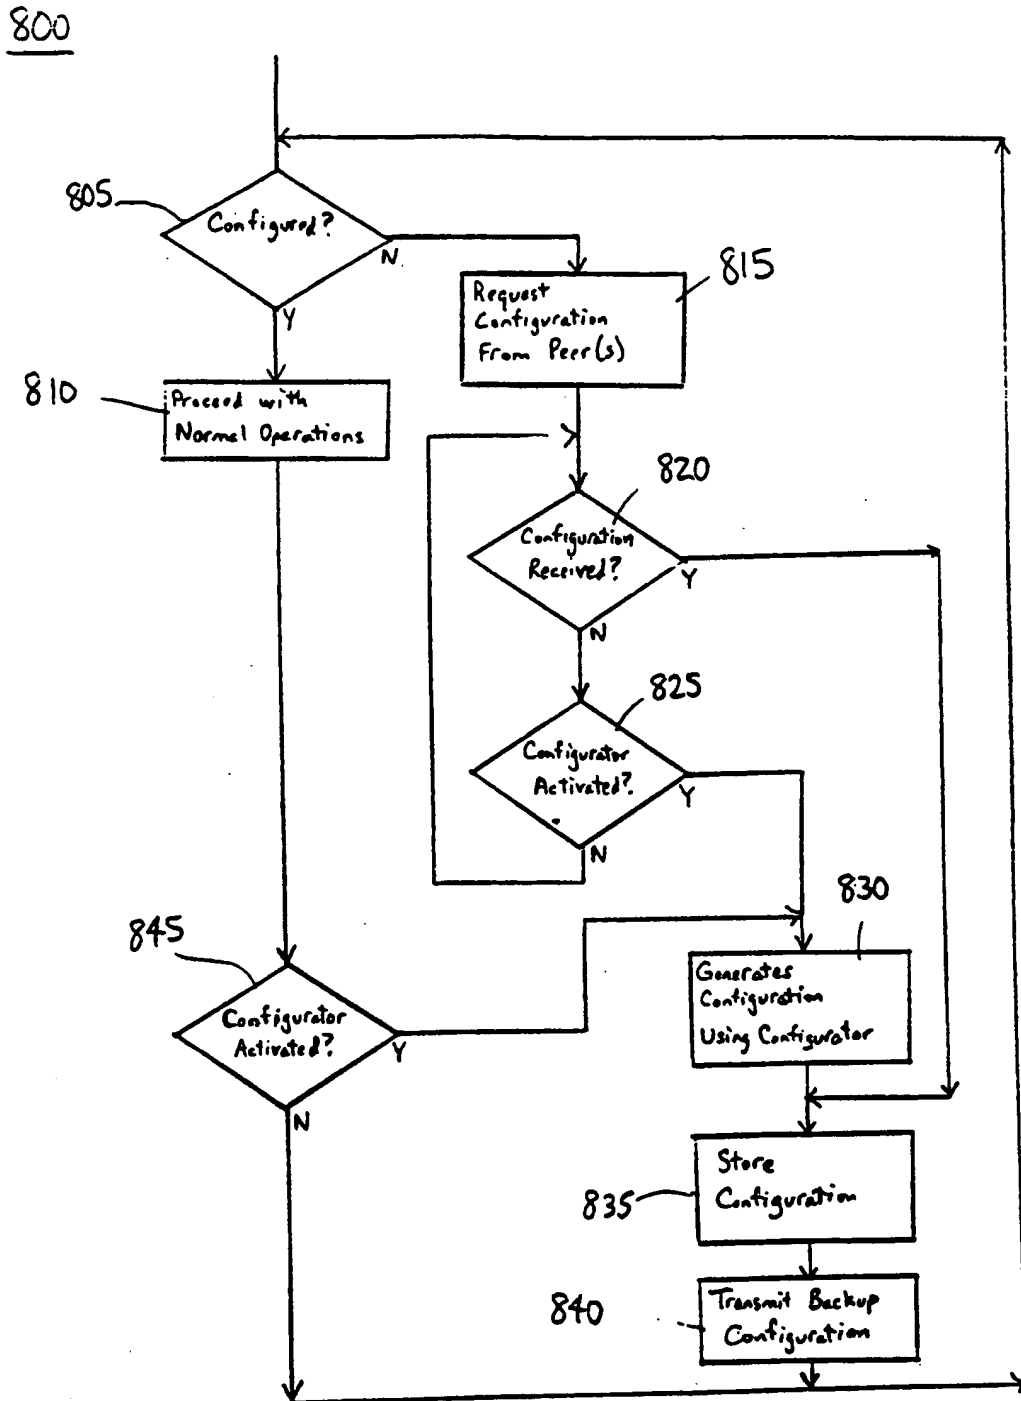 800
805
Configured?
N
Y
815
Request
Configuration
From Peer(s)
810
Proceed with
Normal Operations
820
Configuration
Received?
Y
N
825
Configurator
Activated?
Y
N
830
845
Generates
Configuration
Using Configurator
Configurator
Activated?
Y
N
Store
Configuration
835
840
Transmit Backup
Configuration